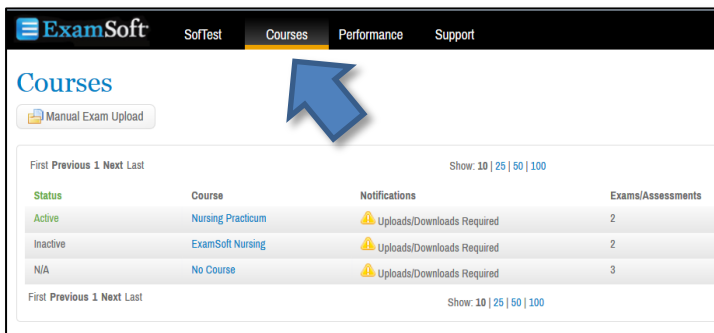 ExamSoft SofTest Courses Performance Support
Courses
Manual Exam Upload
First Previous 1 Next Last Show: 10 | 25 | 50 | 100
Status Course Notifications Exams/Assessments
Active Nursing Practicum Uploads/Downloads Required 2
Inactive ExamSoft Nursing Uploads/Downloads Required 2
N/A No Course Uploads/Downloads Required 3
First Previous 1 Next Last Show: 10 | 25 | 50 | 100